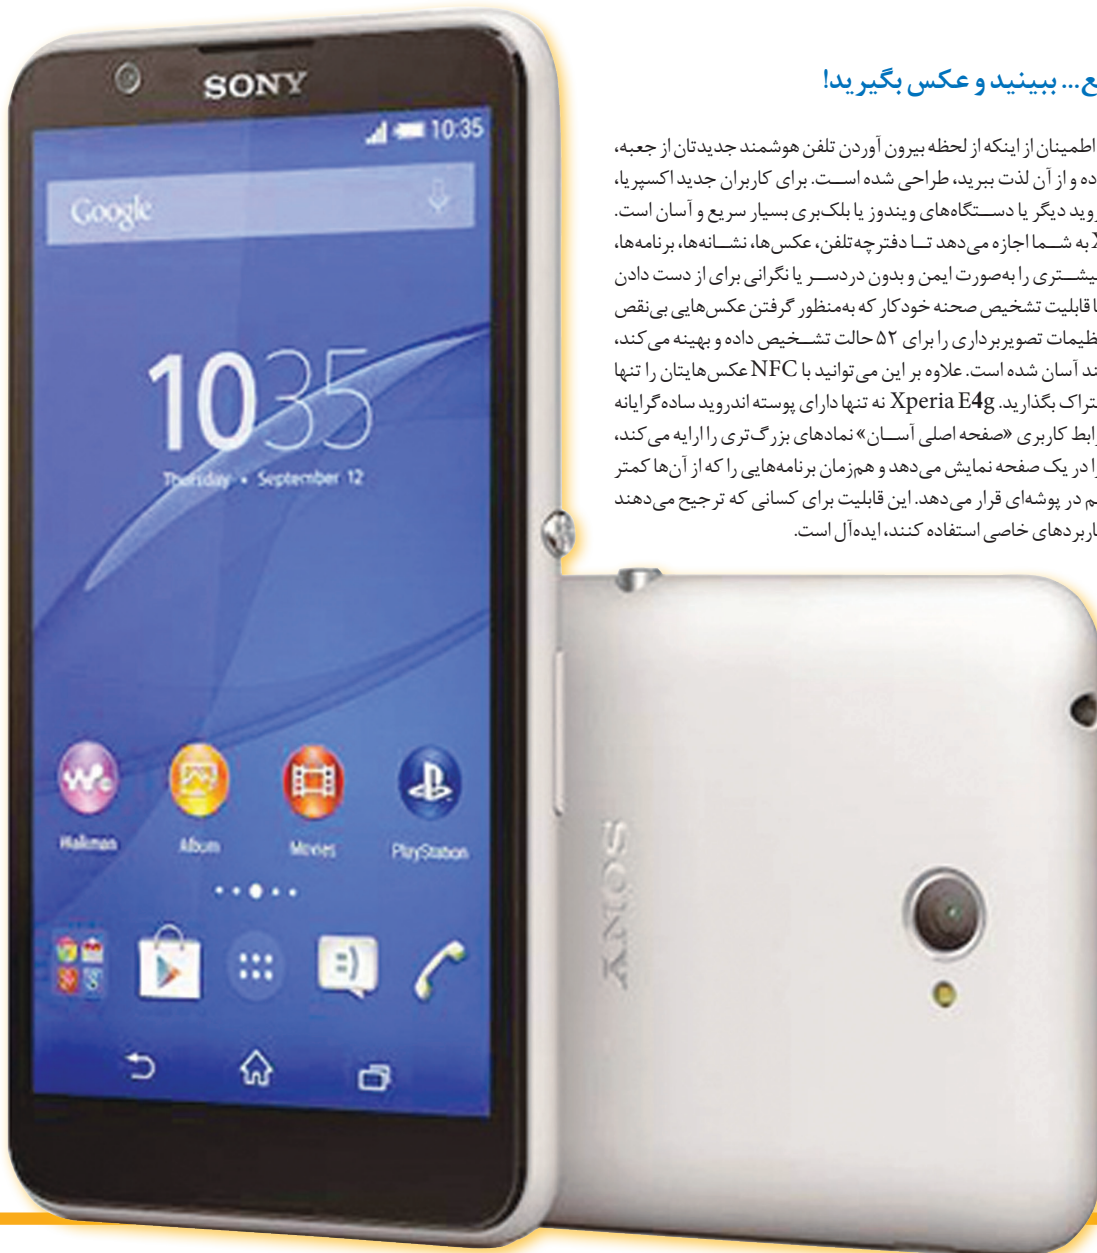 ع... ببینید و عکس بگیرید!
اطمینان از اینکه از لحظه بیرون آوردن تلفن هوشمند جدیدتان از جعبه،
ده و از آن لذت ببرید، طراحی شده است. برای کاربران جدید اکسپریا،
روید دیگر یا دستگاه‌های ویندوز یا بلک‌بری بسیار سریع و آسان است.
به شما اجازه می‌دهد تا دفترچه‌تلفن، عکس‌ها، نشانه‌ها، برنامه‌ها،
یشتری را به‌صورت ایمن و بدون دردسر یا نگرانی برای از دست دادن
ا قابلیت تشخیص صحنه خودکار که به‌منظور گرفتن عکس‌هایی بی‌نقص
ظیمات تصویربرداری را برای ۵۲ حالت تشخیص داده و بهینه می‌کند،
ند آسان شده است. علاوه بر این می‌توانید با NFC عکس‌هایتان را تنها
تراک بگذارید. Xperia E4g نه تنها دارای پوسته اندروید ساده‌گرایانه
رابط کاربری «صفحه اصلی آسان» نمادهای بزرگ‌تری را ارایه می‌کند،
را در یک صفحه نمایش می‌دهد و هم‌زمان برنامه‌هایی را که از آن‌ها کمتر
م در پوشه‌ای قرار می‌دهد. این قابلیت برای کسانی که ترجیح می‌دهند
اربردهای خاصی استفاده کنند، ایده‌آل است.
SONY
10:35
Google
1035
Thursday • September 12
Walkman Album Movies PlayStation
SONY